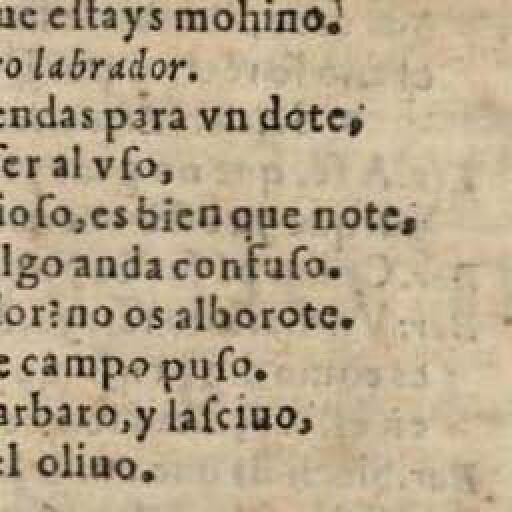 ue eſtays mohino.
ro labrador.
endas para vn dote,
ſer al vſo,
ioſo, es bien que note,
lgo anda confuſo.
or: no os alborote.
e campo puſo.
arbaro, y laſciuo,
el oliuo.